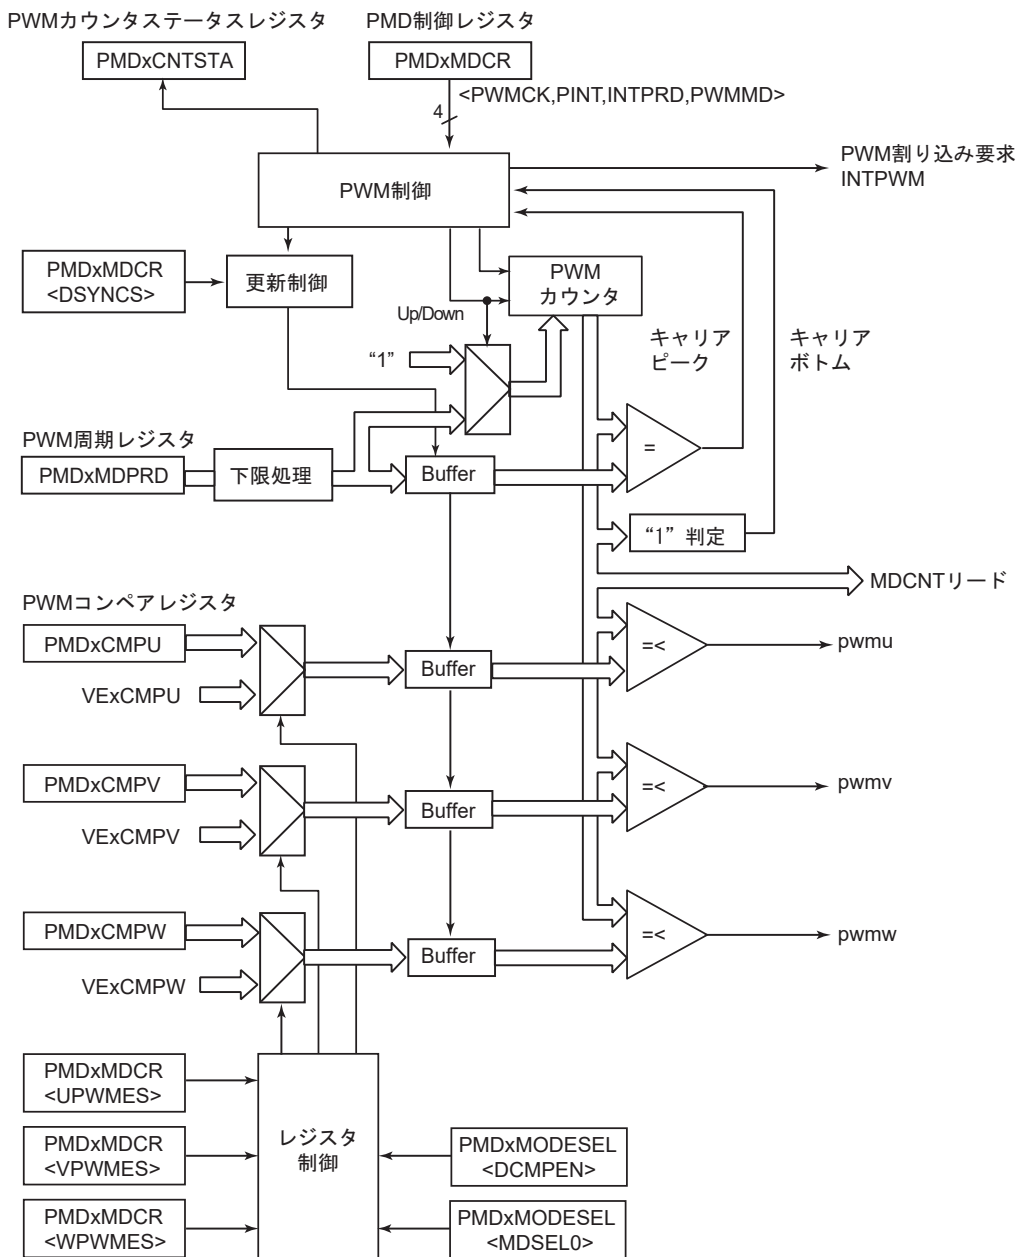 PWMカウンタステータスレジスタ
PMD制御レジスタ
PMDxCNTSTA
PMDxMDCR
<PWMCK,PINT,INTPRD,PWMMD>
4
PWM制御
PWM割り込み要求
INTPWM
PMDxMDCR
<DSYNCS>
更新制御
PWM
カウンタ
Up/Down
キャリア
ピーク
キャリア
ボトム
“1”
PWM周期レジスタ
PMDxMDPRD
下限処理
Buffer
=
“1” 判定
MDCNTリード
PWMコンペアレジスタ
PMDxCMPU
VExCMPU
Buffer
=<
pwmu
PMDxCMPV
VExCMPV
Buffer
=<
pwmv
PMDxCMPW
VExCMPW
Buffer
=<
pwmw
PMDxMDCR
<UPWMES>
PMDxMDCR
<VPWMES>
PMDxMDCR
<WPWMES>
レジスタ
制御
PMDxMODESEL
<DCMPEN>
PMDxMODESEL
<MDSEL0>